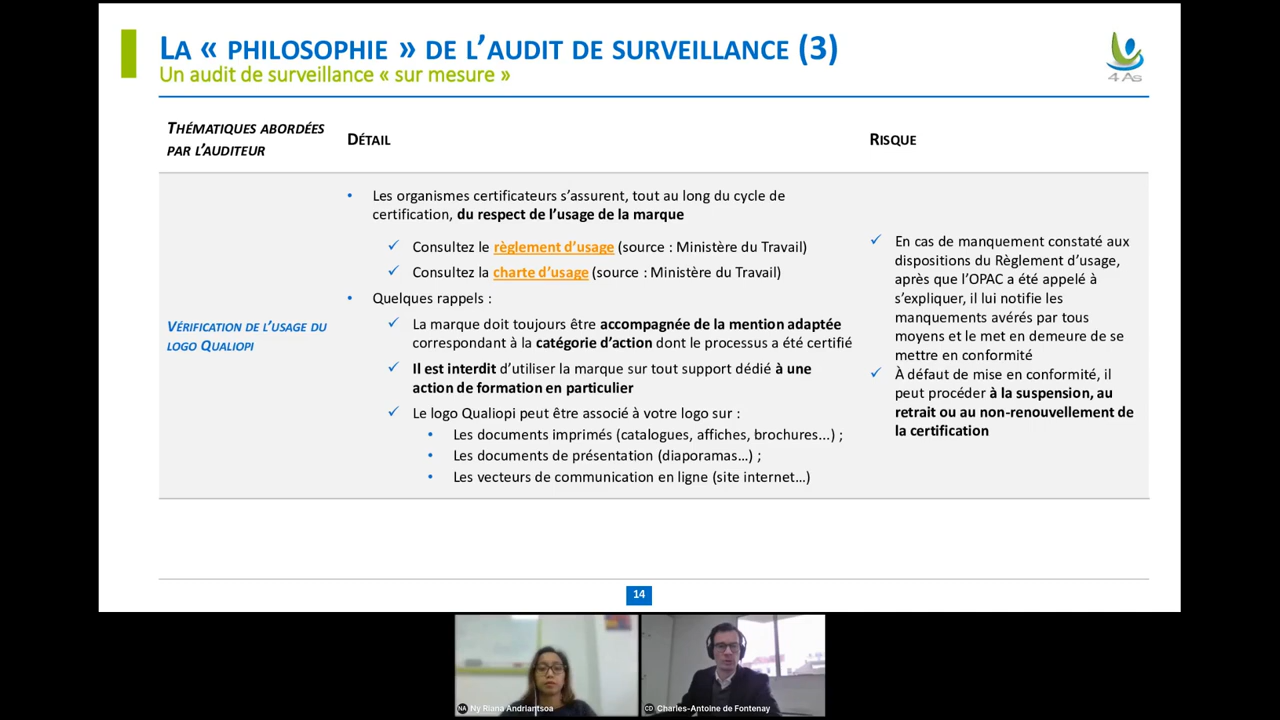 LA « PHILOSOPHIE » DE L'AUDIT DE SURVEILLANCE (3)
Un audit de surveillance « sur mesure »
4 As
THÉMATIQUES ABORDÉES
PAR L'AUDITEUR
DÉTAIL
RISQUE
VÉRIFICATION DE L'USAGE DU
LOGO QUALIOPI
• Les organismes certificateurs s'assurent, tout au long du cycle de
certification, du respect de l'usage de la marque
✓ Consultez le règlement d'usage (source : Ministère du Travail)
✓ Consultez la charte d'usage (source : Ministère du Travail)
• Quelques rappels :
✓ La marque doit toujours être accompagnée de la mention adaptée
correspondant à la catégorie d'action dont le processus a été certifié
✓ Il est interdit d'utiliser la marque sur tout support dédié à une
action de formation en particulier
✓ Le logo Qualiopi peut être associé à votre logo sur :
• Les documents imprimés (catalogues, affiches, brochures...) ;
• Les documents de présentation (diaporamas…) ;
• Les vecteurs de communication en ligne (site internet…)
✓ En cas de manquement constaté aux
dispositions du Règlement d'usage,
après que l'OPAC a été appelé à
s'expliquer, il lui notifie les
manquements avérés par tous
moyens et le met en demeure de se
mettre en conformité
✓ À défaut de mise en conformité, il
peut procéder à la suspension, au
retrait ou au non-renouvellement de
la certification
14
NA Ny Riana Andriantsoa
CD Charles-Antoine de Fontenay